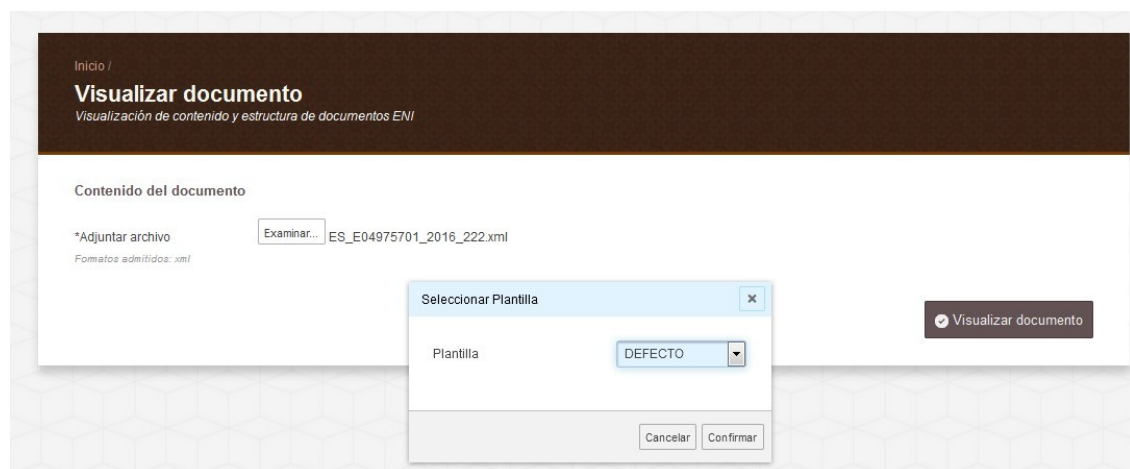 Inicio /
Visualizar documento
Visualización de contenido y estructura de documentos ENI
Contenido del documento
*Adjuntar archivo
Examinar... ES_E04975701_2016_222.xml
Formatos admitidos: xml
Seleccionar Plantilla
Visualizar documento
Plantilla DEFECTO
Cancelar Confirmar